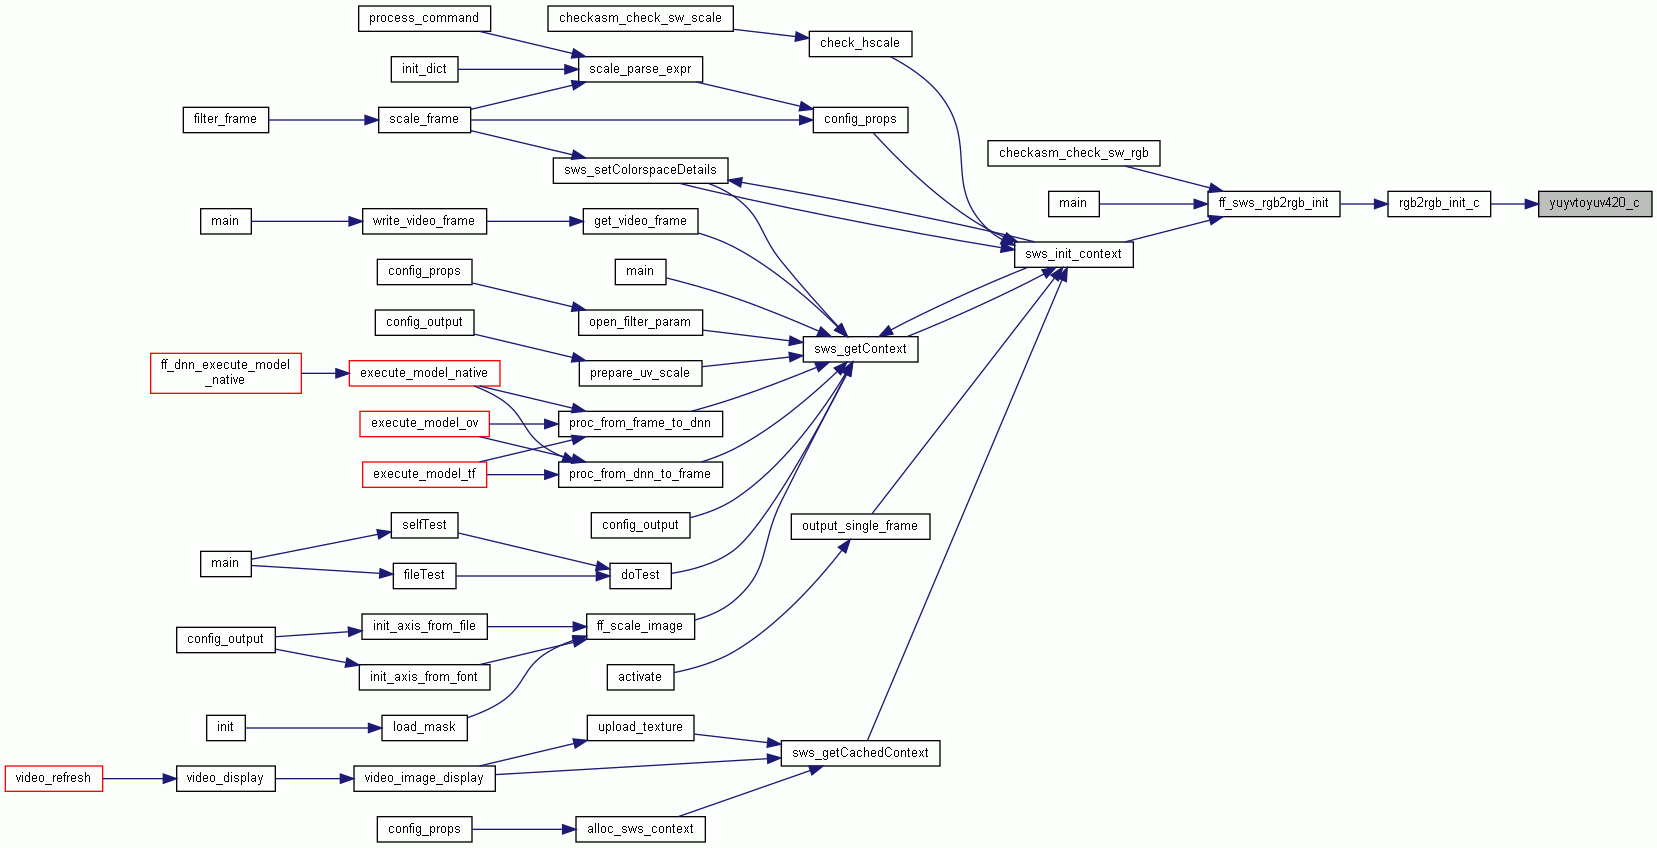 process_command
checkasm_check_sw_scale
check_hscale
init_dict
scale_parse_expr
filter_frame
scale_frame
config_props
checkasm_check_sw_rgb
sws_setColorspaceDetails
main
ff_sws_rgb2rgb_init
rgb2rgb_init_c
yuyvtoyuv420_c
main
write_video_frame
get_video_frame
sws_init_context
config_props
main
config_output
open_filter_param
sws_getContext
ff_dnn_execute_model
_native
execute_model_native
prepare_uv_scale
execute_model_ov
proc_from_frame_to_dnn
execute_model_tf
proc_from_dnn_to_frame
selfTest
config_output
output_single_frame
main
fileTest
doTest
config_output
init_axis_from_file
ff_scale_image
init_axis_from_font
activate
init
load_mask
upload_texture
sws_getCachedContext
video_refresh
video_display
video_image_display
config_props
alloc_sws_context